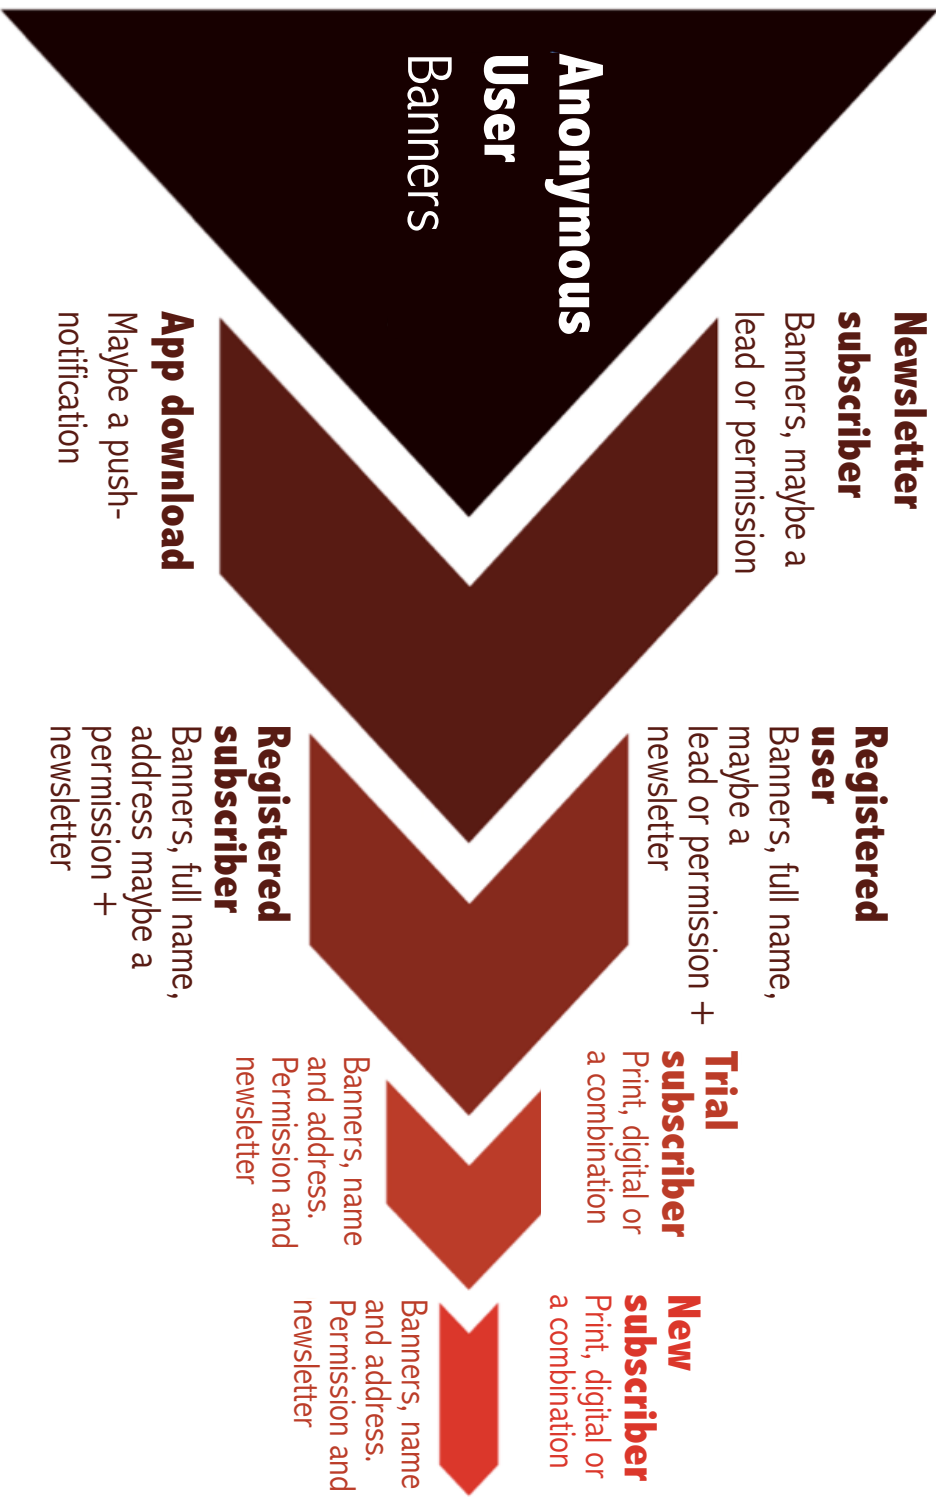 Anonymous
User
Banners
Newsletter
subscriber
Banners, maybe a
lead or permission
App download
Maybe a push-
notification
Registered
user
Banners, full name,
maybe a
lead or permission +
newsletter
Registered
subscriber
Banners, full name,
address maybe a
permission +
newsletter
Trial
subscriber
Print, digital or
a combination
Banners, name
and address.
Permission and
newsletter
New
subscriber
Print, digital or
a combination
Banners, name
and address.
Permission and
newsletter